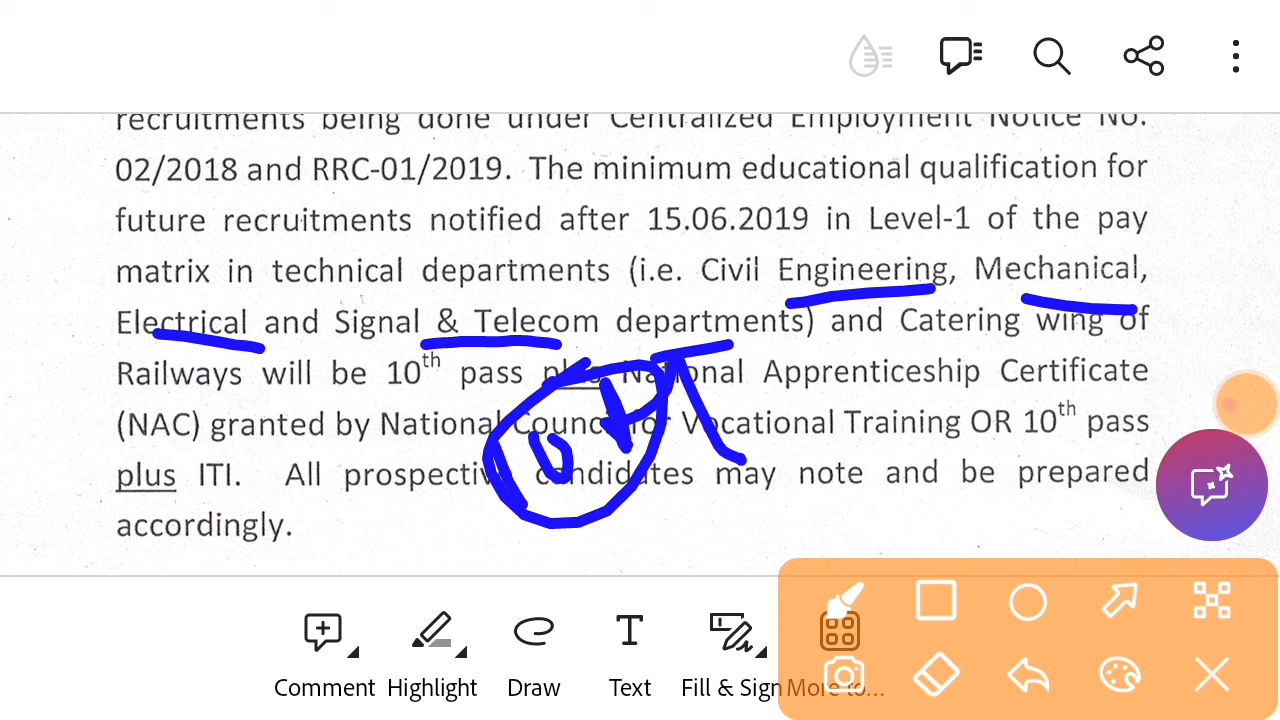 recruitments being done under Centralized Employment Notice No.
02/2018 and RRC-01/2019. The minimum educational qualification for
future recruitments notified after 15.06.2019 in Level-1 of the pay
matrix in technical departments (i.e. Civil Engineering, Mechanical,
Electrical and Signal & Telecom departments) and Catering wing of
Railways will be 10th pass plus National Apprenticeship Certificate
(NAC) granted by National Council for Vocational Training OR 10th pass
plus ITI. All prospective candidates may note and be prepared
accordingly.
Comment Highlight Draw Text Fill & Sign More to...